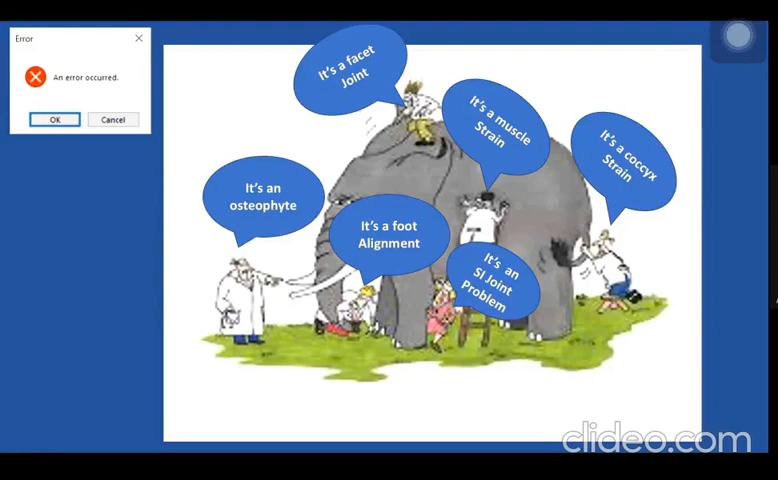 Error
An error occurred.
OK
Cancel
It's a facet
Joint
It's a muscle
Strain
It's a coccyx
Strain
It's an
osteophyte
It's a foot
Alignment
It's an
SI Joint
Problem
clideo.com